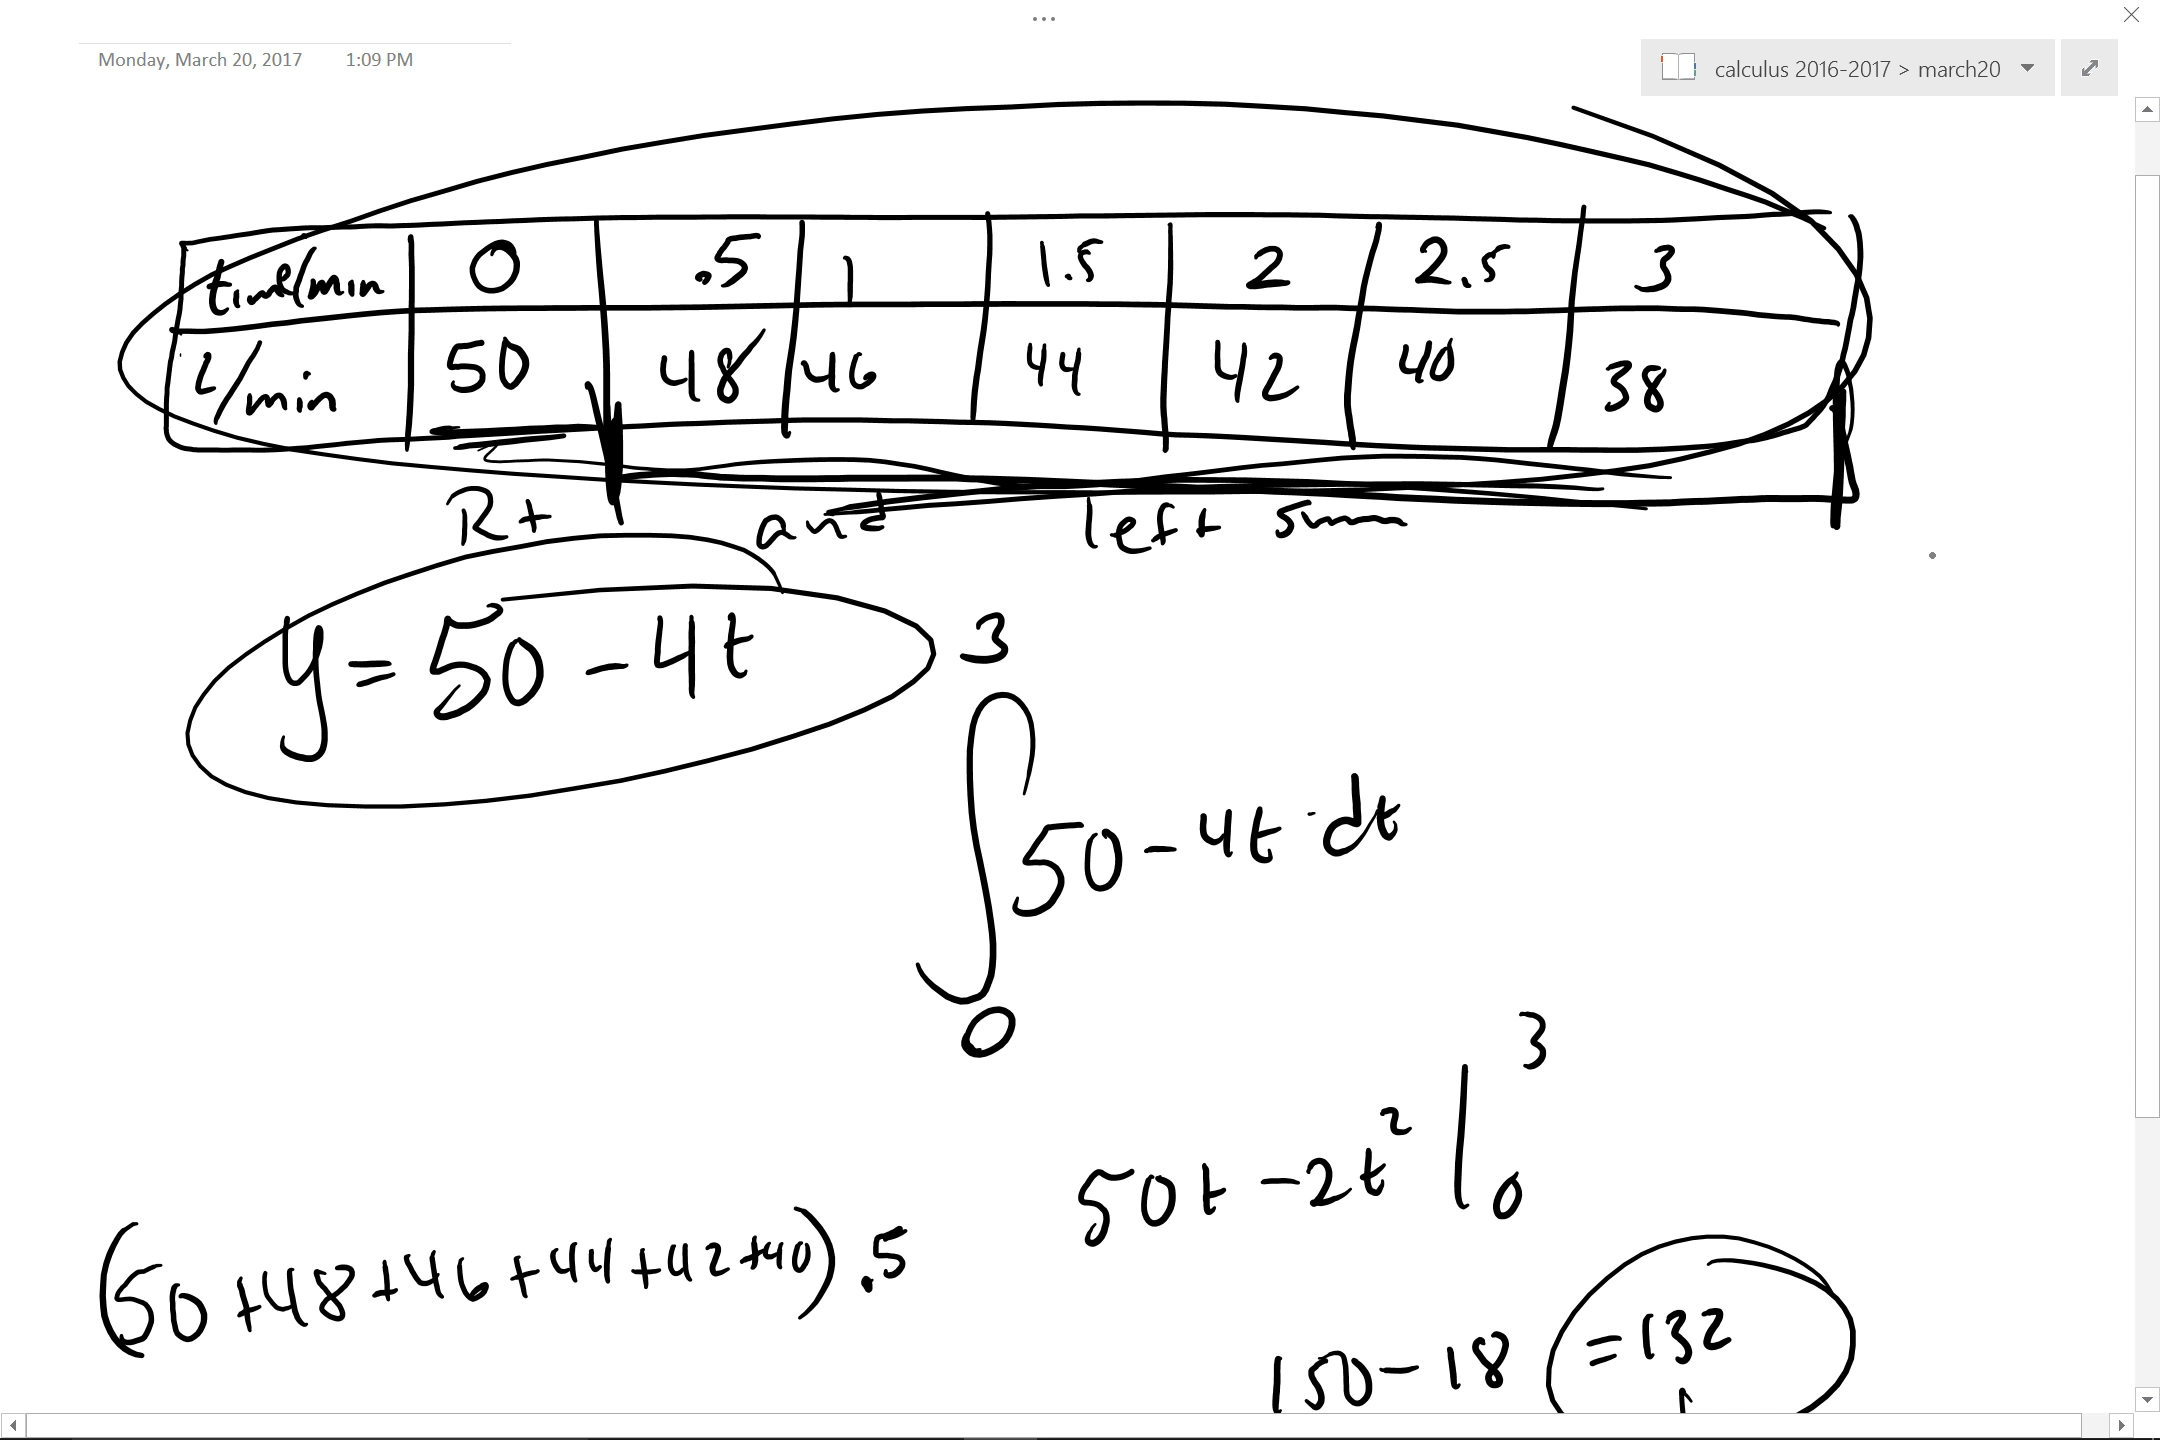 Monday, March 20, 2017 1:09 PM
calculus 2016-2017 > march20
time/min 0 .5 1 1.5 2 2.5 3
L/min 50 48 46 44 42 40 38
Rt and left sum
y = 50 - 4t
3
∫ 50 - 4t · dt
0
50t - 2t² |₀³
(50 + 48 + 46 + 44 + 42 + 40) .5
150 - 18 = 132